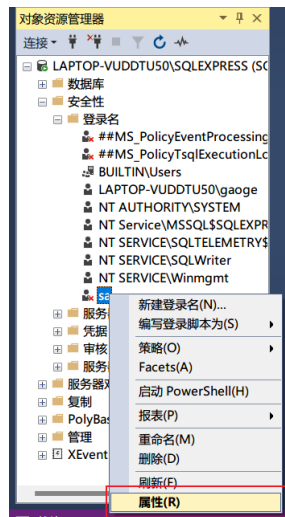 对象资源管理器
连接
LAPTOP-VUDDTU50\SQLEXPRESS (SC
数据库
安全性
登录名
##MS_PolicyEventProcessing
##MS_PolicyTsqlExecutionLc
BUILTIN\Users
LAPTOP-VUDDTU50\gaoge
NT AUTHORITY\SYSTEM
NT Service\MSSQL$SQLEXPR
NT SERVICE\SQLTELEMETRY$
NT SERVICE\SQLWriter
NT SERVICE\Winmgmt
sa
服务
凭据
审核
服务
服务器对
复制
PolyBas
管理
XEvent
新建登录名(N)...
编写登录脚本为(S)
策略(O)
Facets(A)
启动 PowerShell(H)
报表(P)
重命名(M)
删除(D)
刷新(F)
属性(R)